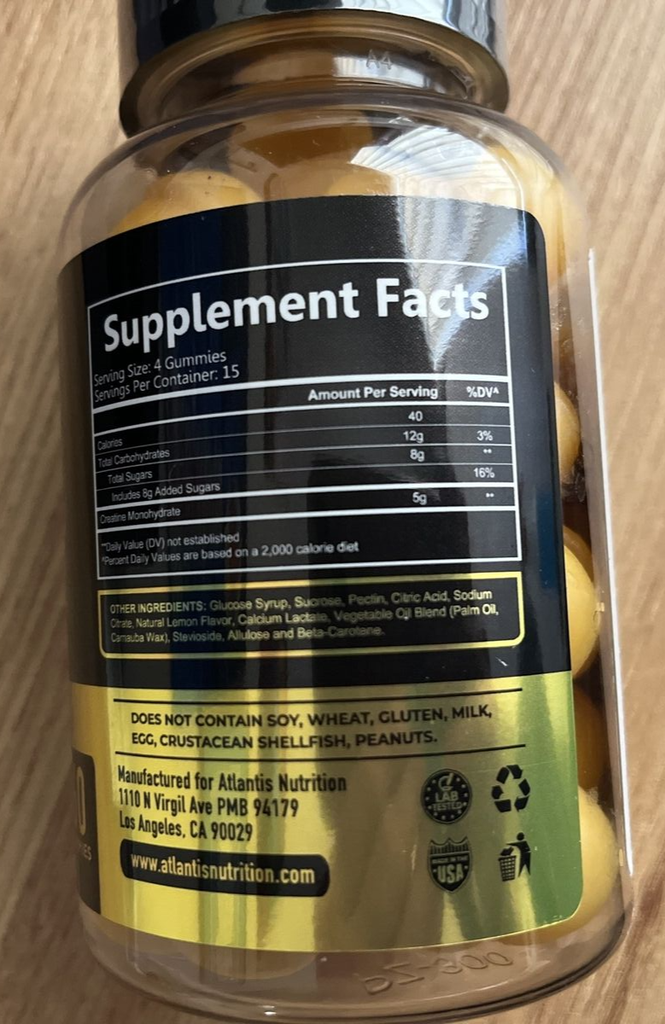 A4
Supplement Facts
Serving Size: 4 Gummies
Servings Per Container: 15
Amount Per Serving %DV^
Calories 40
Total Carbohydrates 12g 3%
Total Sugars 8g **
Includes 8g Added Sugars 16%
Creatine Monohydrate 5g **
**Daily Value (DV) not established
*Percent Daily Values are based on a 2,000 calorie diet
OTHER INGREDIENTS: Glucose Syrup, Sucrose, Pectin, Citric Acid, Sodium
Citrate, Natural Lemon Flavor, Calcium Lactate, Vegetable Oil Blend (Palm Oil,
Carnauba Wax), Stevioside, Allulose and Beta-Carotene.
DOES NOT CONTAIN SOY, WHEAT, GLUTEN, MILK,
EGG, CRUSTACEAN SHELLFISH, PEANUTS.
Manufactured for Atlantis Nutrition
1110 N Virgil Ave PMB 94179
Los Angeles, CA 90029
www.atlantisnutrition.com
LAB
TESTED
MADE IN THE
USA